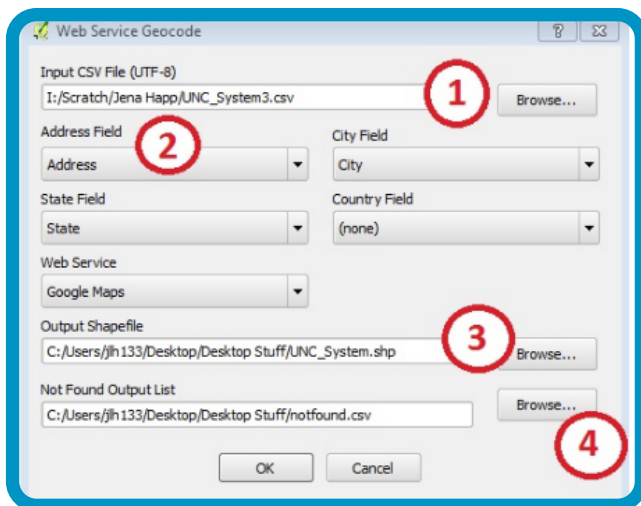 Web Service Geocode
Input CSV File (UTF-8)
I:/Scratch/Jena Happ/UNC_System3.csv
1
Browse...
Address Field
2
City Field
Address
City
State Field
Country Field
State
(none)
Web Service
Google Maps
Output Shapefile
3
C:/Users/jlh133/Desktop/Desktop Stuff/UNC_System.shp
Browse...
Not Found Output List
C:/Users/jlh133/Desktop/Desktop Stuff/notfound.csv
Browse...
4
OK
Cancel